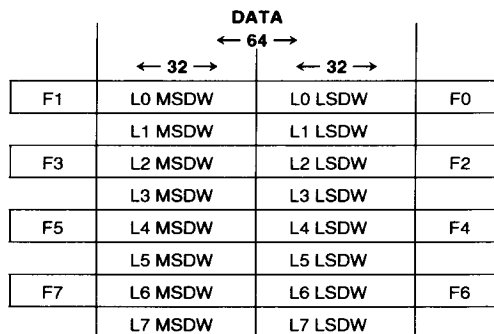 DATA
← 64 →
← 32 → ← 32 →
F1 L0 MSDW L0 LSDW F0
L1 MSDW L1 LSDW
F3 L2 MSDW L2 LSDW F2
L3 MSDW L3 LSDW
F5 L4 MSDW L4 LSDW F4
L5 MSDW L5 LSDW
F7 L6 MSDW L6 LSDW F6
L7 MSDW L7 LSDW